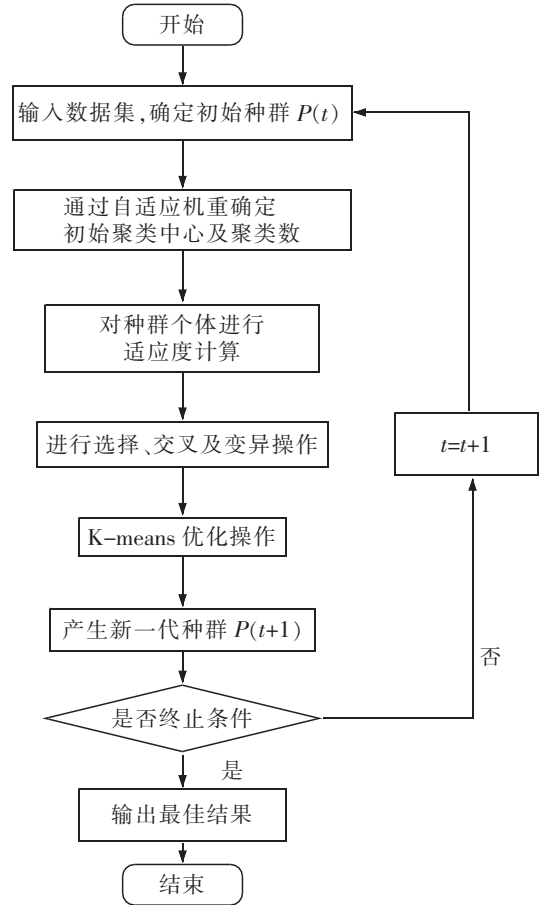 开始
输入数据集,确定初始种群 P(t)
通过自适应机重确定
初始聚类中心及聚类数
对种群个体进行
适应度计算
进行选择、交叉及变异操作
t=t+1
K-means 优化操作
产生新一代种群 P(t+1)
否
是否终止条件
是
输出最佳结果
结束